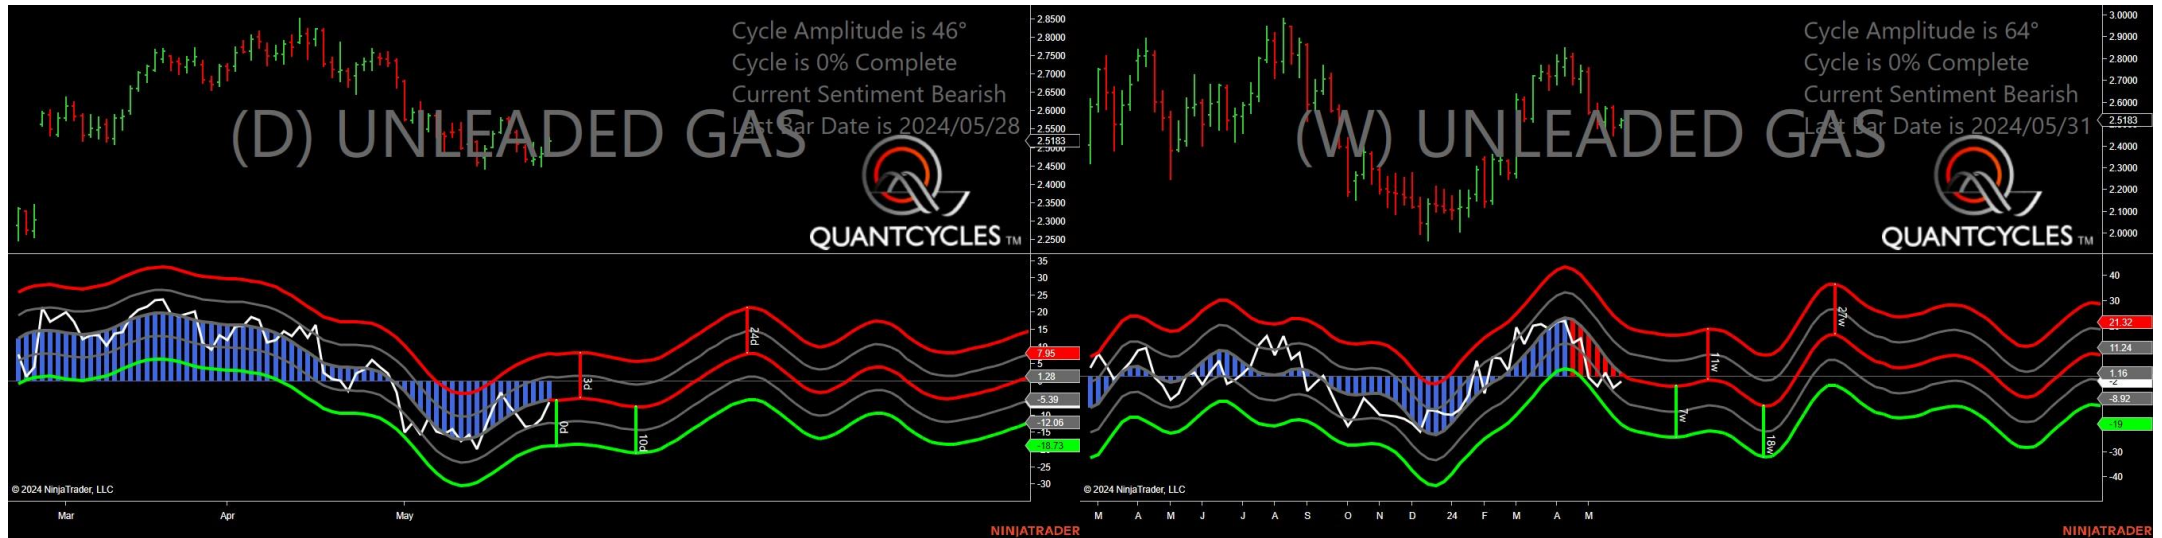 Cycle Amplitude is 46°
Cycle is 0% Complete
Current Sentiment Bearish
Last Bar Date is 2024/05/28
(D) UNLEADED GAS
QUANTCYCLES TM
2.8500
2.8000
2.7500
2.7000
2.6500
2.6000
2.5500
2.5183
2.4500
2.4000
2.3500
2.3000
2.2500
35
30
25
20
15
5
7.95
1.28
-5.39
-12.06
-15
-18.73
-25
-30
24d
3d
0d
10d
© 2024 NinjaTrader, LLC
Mar Apr May
NINJATRADER
Cycle Amplitude is 64°
Cycle is 0% Complete
Current Sentiment Bearish
Last Bar Date is 2024/05/31
(W) UNLEADED GAS
QUANTCYCLES TM
3.0000
2.9000
2.8000
2.7000
2.6000
2.5183
2.4000
2.3000
2.2000
2.1000
2.0000
40
30
21.32
11.24
1.16
-2
-8.92
-19
-30
-40
27w
11w
7w
18w
© 2024 NinjaTrader, LLC
M A M J J A S O N D 24 F M A M
NINJATRADER